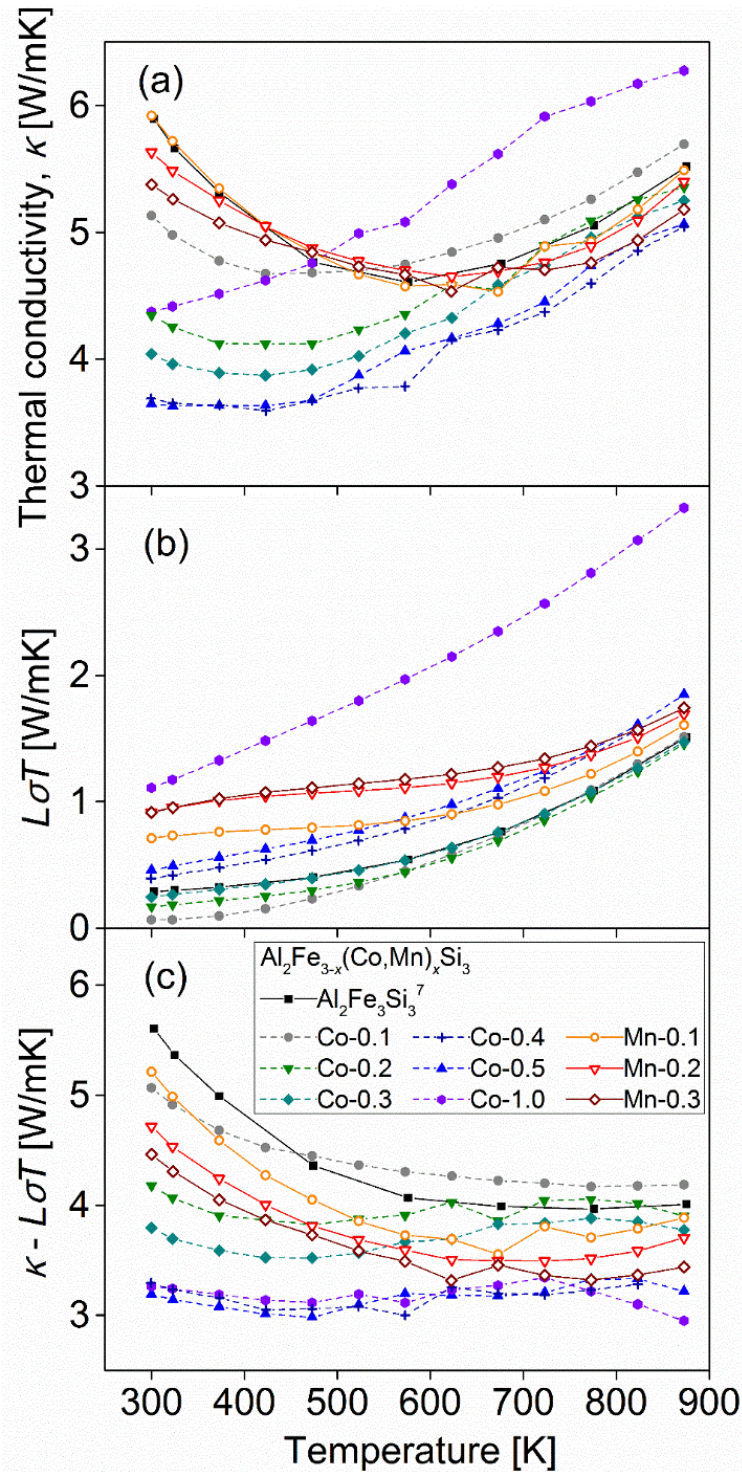 Thermal conductivity, κ [W/mK]
(a)
6
5
4
3
LσT [W/mK]
(b)
3
2
1
0
κ - LσT [W/mK]
(c)
6
5
4
3
Al₂Fe₃₋ₓ(Co,Mn)ₓSi₃
Al₂Fe₃Si₃⁷
Co-0.1 Co-0.4 Mn-0.1
Co-0.2 Co-0.5 Mn-0.2
Co-0.3 Co-1.0 Mn-0.3
300 400 500 600 700 800 900
Temperature [K]